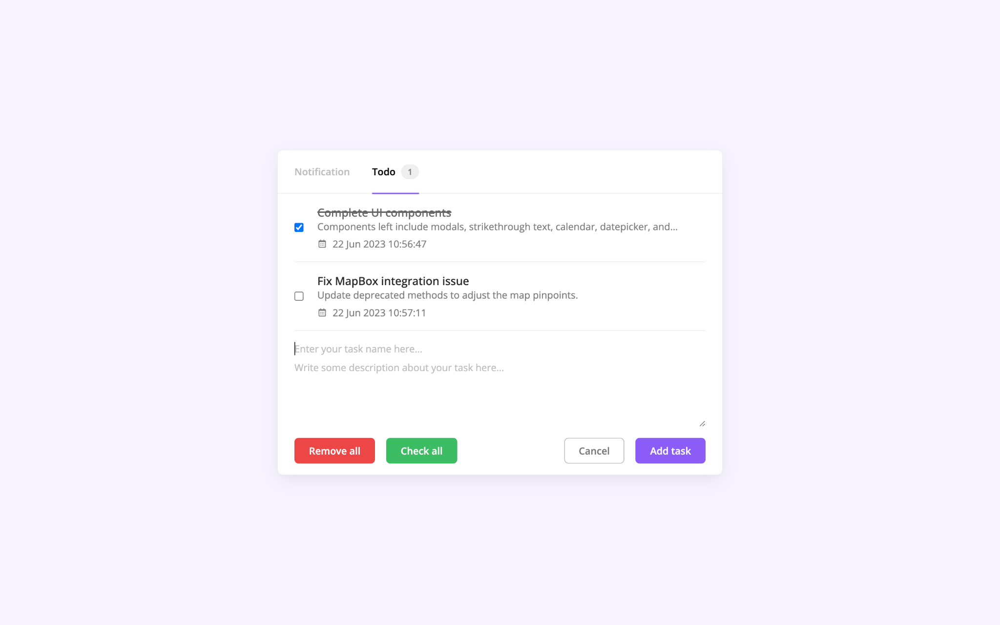 Notification Todo 1
Complete UI components
Components left include modals, strikethrough text, calendar, datepicker, and...
22 Jun 2023 10:56:47
Fix MapBox integration issue
Update deprecated methods to adjust the map pinpoints.
22 Jun 2023 10:57:11
Enter your task name here...
Write some description about your task here...
Remove all Check all Cancel Add task